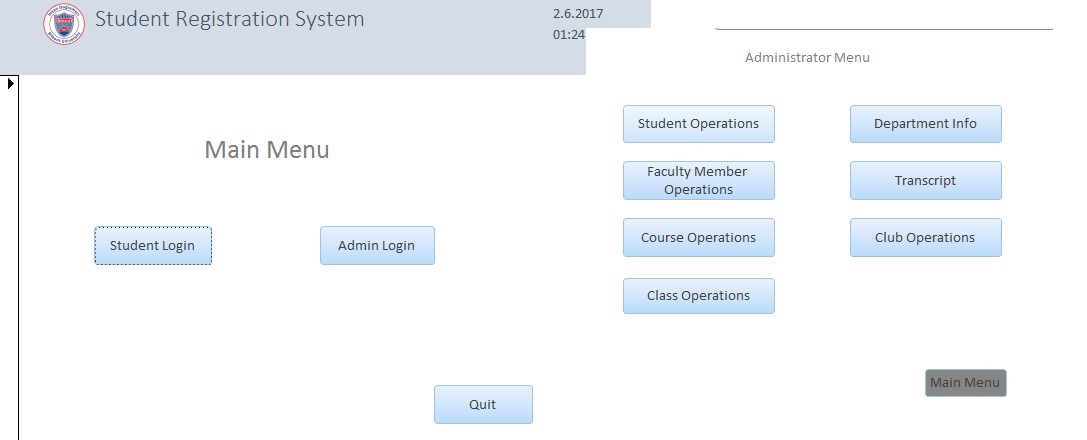 Student Registration System
2.6.2017
01:24
Main Menu
Student Login
Admin Login
Quit
Administrator Menu
Student Operations
Department Info
Faculty Member
Operations
Transcript
Course Operations
Club Operations
Class Operations
Main Menu